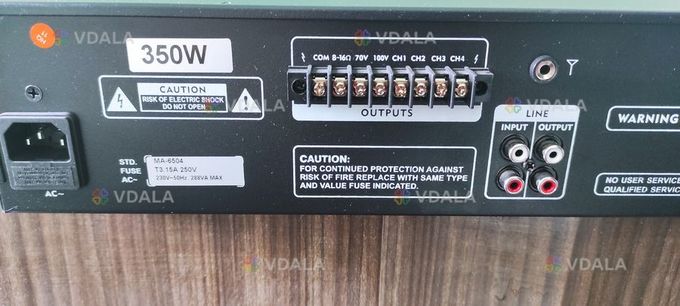 350W
CAUTION
RISK OF ELECTRIC SHOCK
DO NOT OPEN
AC~
STD. MA-6504
FUSE T3.15A 250V
AC~ 230V~50Hz, 288VA MAX
COM 8-16Ω 70V 100V CH1 CH2 CH3 CH4
OUTPUTS
CAUTION:
FOR CONTINUED PROTECTION AGAINST
RISK OF FIRE REPLACE WITH SAME TYPE
AND VALUE FUSE INDICATED.
LINE
INPUT OUTPUT
WARNING
NO USER SERVICE
QUALIFIED SERVIC
VDALA
VDALA
VDALA
VDALA
VDALA
VDALA
VDALA
VDALA
VDALA